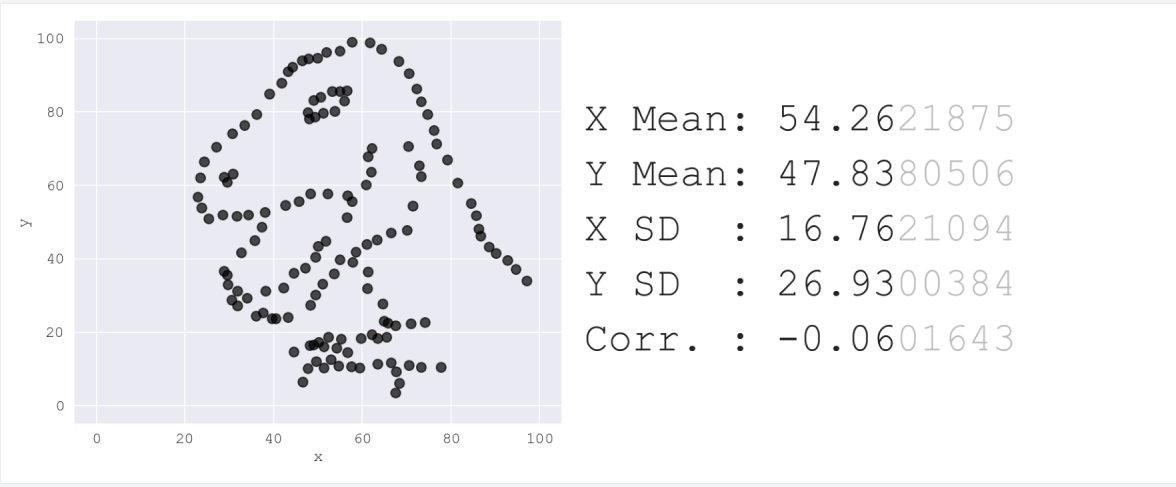 100
80
60
40
20
0
y
0 20 40 60 80 100
x
X Mean: 54.2621875
Y Mean: 47.8380506
X SD : 16.7621094
Y SD : 26.9300384
Corr. : -0.0601643